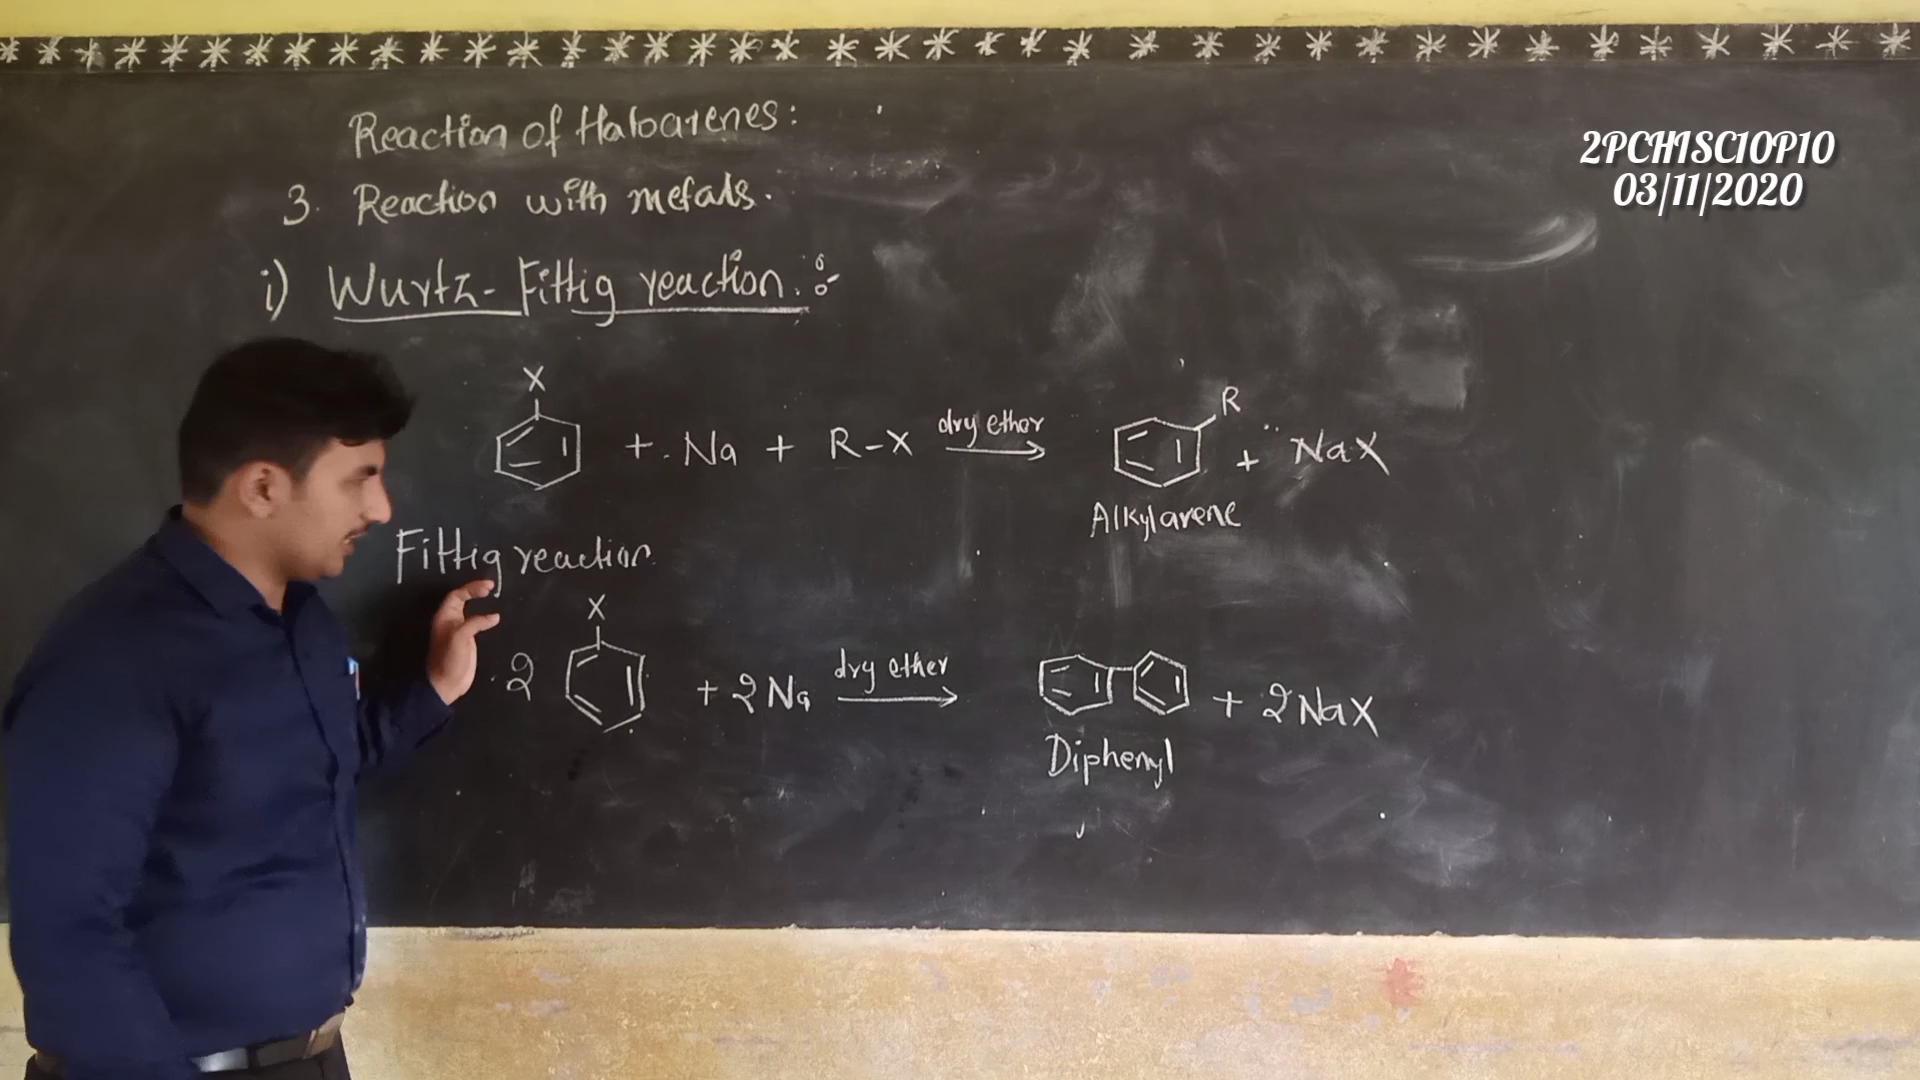 Reaction of Haloarenes:
2PCH1SC10P10
03/11/2020
3. Reaction with metals.
i) Wurtz-Fittig reaction :-
X
+ Na + R-X dry ether → R + NaX
Alkylarene
Fittig reaction
X
2 + 2Na dry ether → + 2NaX
Diphenyl